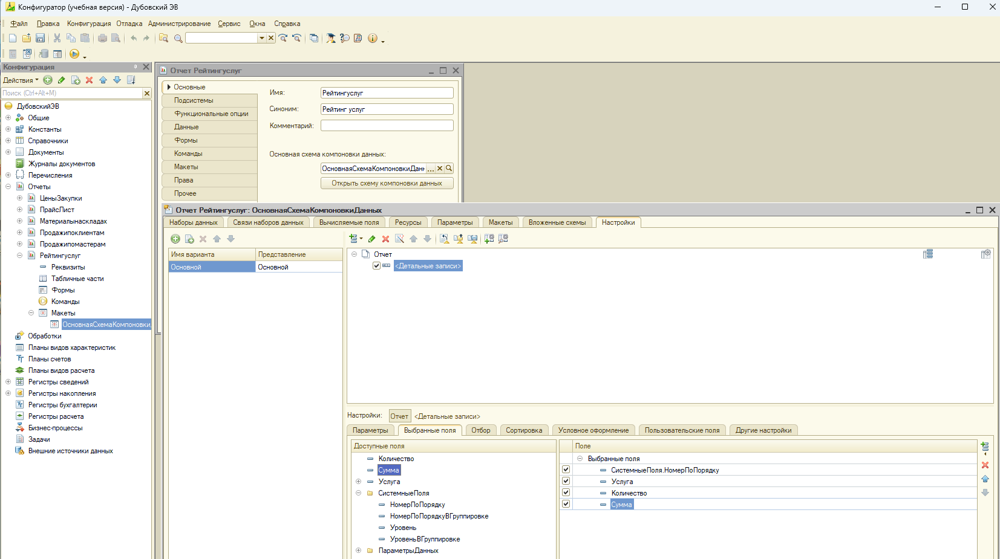 Конфигуратор (учебная версия) - Дубовский ЭВ
Файл Правка Конфигурация Отладка Администрирование Сервис Окна Справка
Конфигурация
Действия
Поиск (Ctrl+Alt+M)
ДубовскийЭВ
Общие
Константы
Справочники
Документы
Журналы документов
Перечисления
Отчеты
ЦеныЗакупки
ПрайсЛист
Материальнаскладах
Продажипоклиентам
Продажипомастерам
Рейтингуслуг
Реквизиты
Табличные части
Формы
Команды
Макеты
ОсновнаяСхемаКомпоновки
Обработки
Планы видов характеристик
Планы счетов
Планы видов расчета
Регистры сведений
Регистры накопления
Регистры бухгалтерии
Регистры расчета
Бизнес-процессы
Задачи
Внешние источники данных
Отчет Рейтингуслуг
Основные
Подсистемы
Функциональные опции
Данные
Формы
Команды
Макеты
Права
Прочее
Имя: Рейтингуслуг
Синоним: Рейтинг услуг
Комментарий:
Основная схема компоновки данных:
ОсновнаяСхемаКомпоновкиДанн ...
Открыть схему компоновки данных
Отчет Рейтингуслуг: ОсновнаяСхемаКомпоновкиДанных
Наборы данных Связи наборов данных Вычисляемые поля Ресурсы Параметры Макеты Вложенные схемы Настройки
Имя варианта Представление
Основной Основной
Отчет
<Детальные записи>
Настройки: Отчет <Детальные записи>
Параметры Выбранные поля Отбор Сортировка Условное оформление Пользовательские поля Другие настройки
Доступные поля
Количество
Сумма
Услуга
СистемныеПоля
НомерПоПорядку
НомерПоПорядкуВГруппировке
Уровень
УровеньВГруппировке
ПараметрыДанных
Поле
Выбранные поля
СистемныеПоля.НомерПоПорядку
Услуга
Количество
Сумма